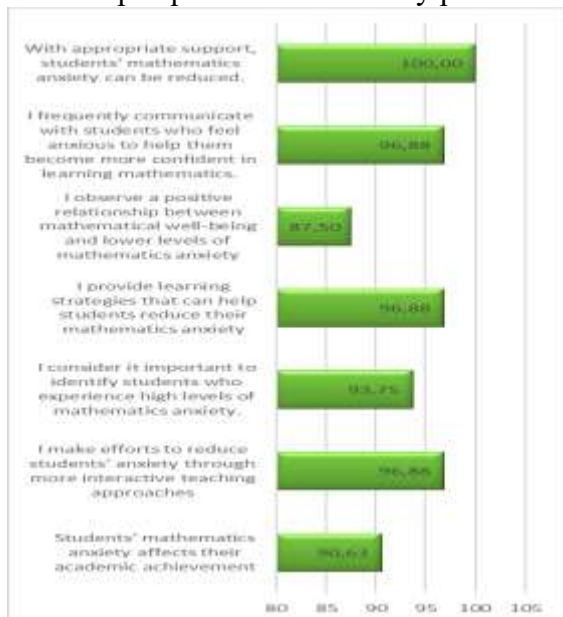 With appropriate support,
students' mathematics
anxiety can be reduced.
100,00
I frequently communicate
with students who feel
anxious to help them
become more confident in
learning mathematics.
96,88
I observe a positive
relationship between
mathematical well-being
and lower levels of
mathematics anxiety
87,50
I provide learning
strategies that can help
students reduce their
mathematics anxiety
96,88
I consider it important to
identify students who
experience high levels of
mathematics anxiety.
93,75
I make efforts to reduce
students' anxiety through
more interactive teaching
approaches
96,88
Students' mathematics
anxiety affects their
academic achievement
90,63
80 85 90 95 100 105